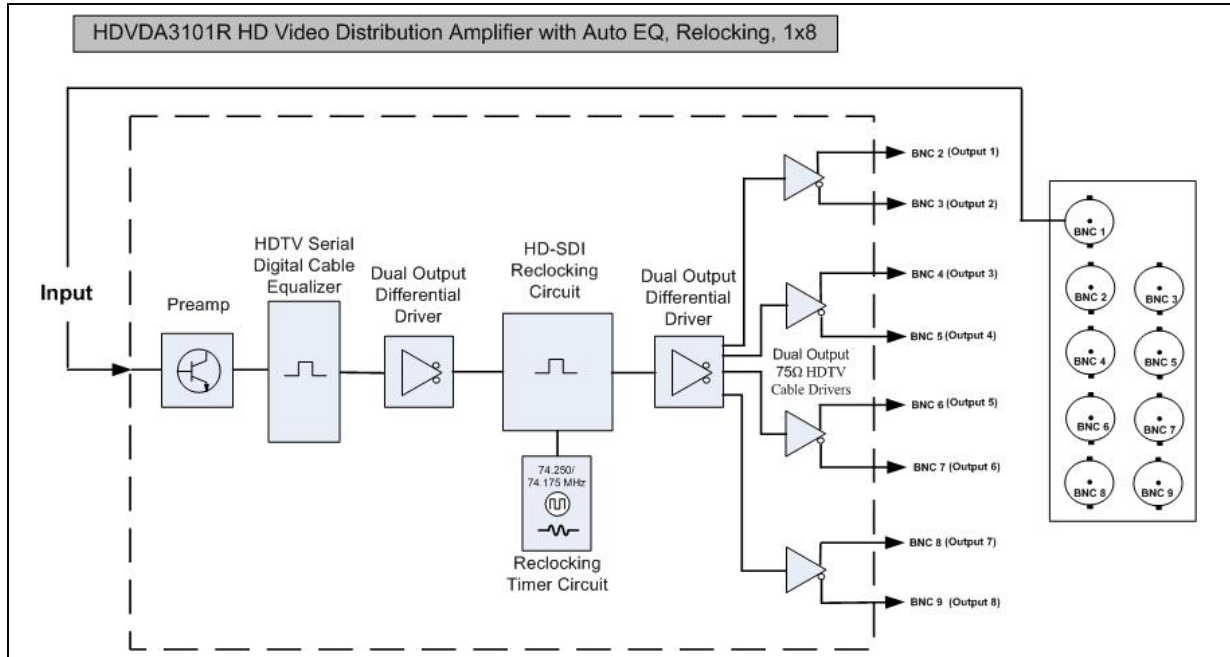 HDVDA3101R HD Video Distribution Amplifier with Auto EQ, Relocking, 1x8
Input
Preamp
HDTV Serial
Digital Cable
Equalizer
Dual Output
Differential
Driver
HD-SDI
Reclocking
Circuit
74.250/
74.175 MHz
Reclocking
Timer Circuit
Dual Output
Differential
Driver
Dual Output
75Ω HDTV
Cable Drivers
BNC 2 (Output 1)
BNC 3 (Output 2)
BNC 4 (Output 3)
BNC 5 (Output 4)
BNC 6 (Output 5)
BNC 7 (Output 6)
BNC 8 (Output 7)
BNC 9 (Output 8)
BNC 1
BNC 2
BNC 3
BNC 4
BNC 5
BNC 6
BNC 7
BNC 8
BNC 9